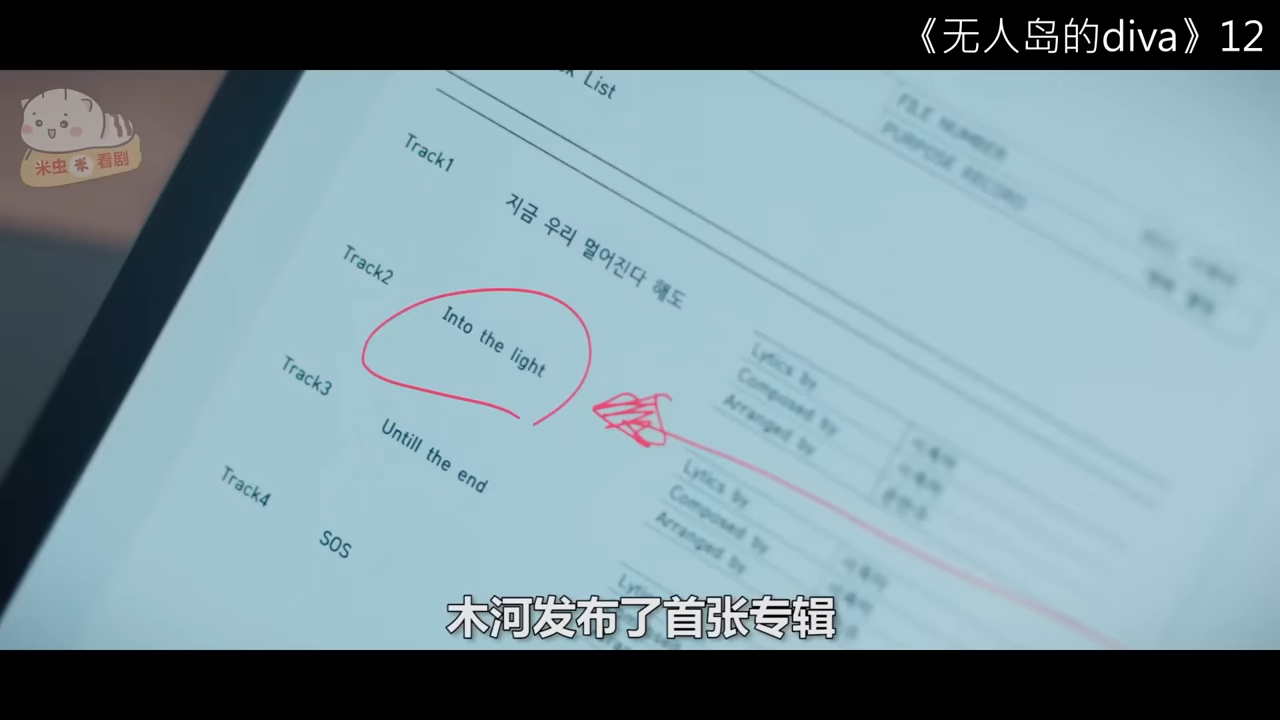 《无人岛的diva》12
米虫 米 看剧
List
FILE NUMBER
PURPOSE RECORD
Track1
지금 우리 멀어진다 해도
Lytics by
Composed by
Arranged by
Track2
Into the light
Lytics by
Composed by
Arranged by
Track3
Untill the end
Track4
SOS
木河发布了首张专辑